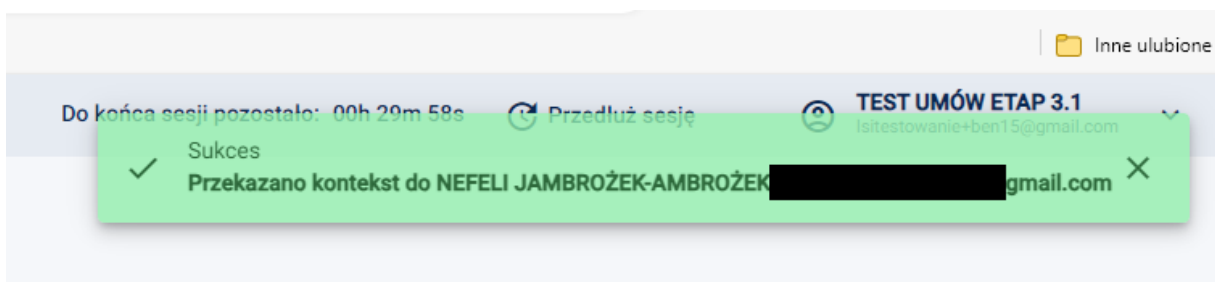 Inne ulubione
Do końca sesji pozostało: 00h 29m 58s Przedłuż sesję TEST UMÓW ETAP 3.1
lsitestowanie+ben15@gmail.com
Sukces
Przekazano kontekst do NEFELI JAMBROŻEK-AMBROŻEK gmail.com